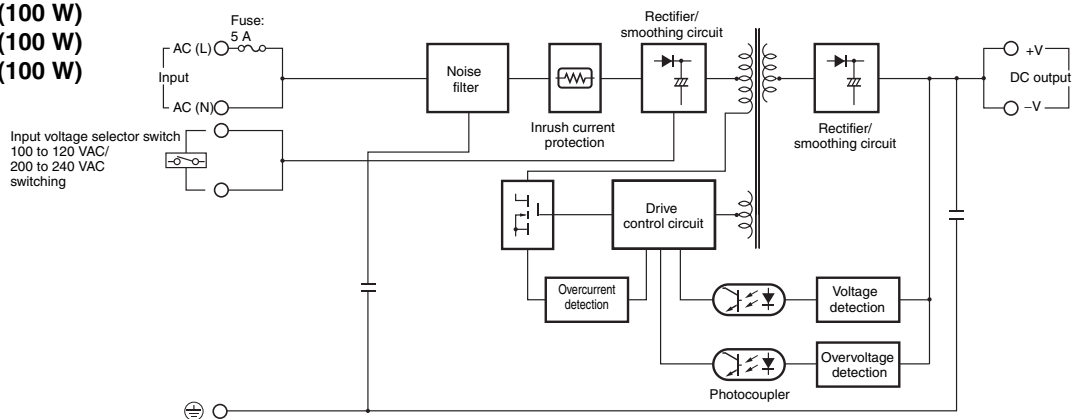 (100 W)
(100 W)
(100 W)
Fuse:
5 A
AC (L)
Input
AC (N)
Input voltage selector switch
100 to 120 VAC/
200 to 240 VAC
switching
Noise
filter
Inrush current
protection
Rectifier/
smoothing circuit
Rectifier/
smoothing circuit
+V
DC output
−V
Drive
control circuit
Overcurrent
detection
Voltage
detection
Overvoltage
detection
Photocoupler